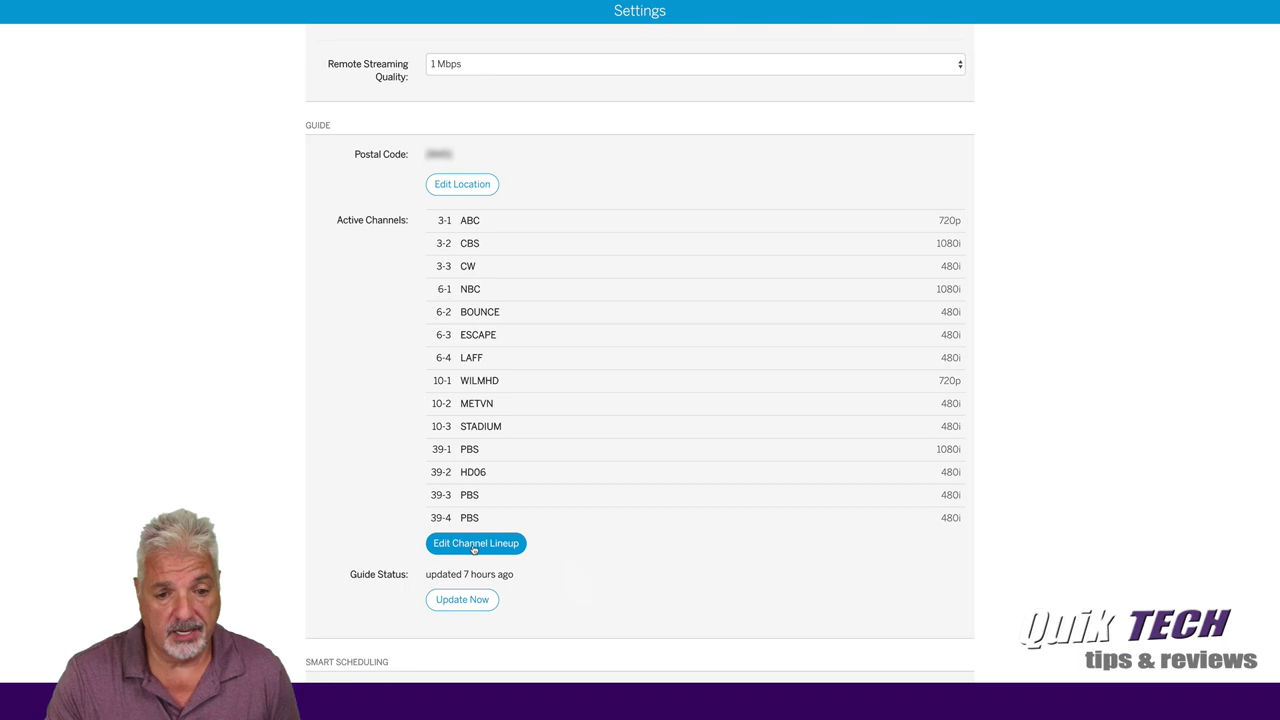 Settings
Remote Streaming Quality: 1 Mbps
GUIDE
Postal Code:
Edit Location
Active Channels:
3-1 ABC 720p
3-2 CBS 1080i
3-3 CW 480i
6-1 NBC 1080i
6-2 BOUNCE 480i
6-3 ESCAPE 480i
6-4 LAFF 480i
10-1 WILMHD 720p
10-2 METVN 480i
10-3 STADIUM 480i
39-1 PBS 1080i
39-2 HD06 480i
39-3 PBS 480i
39-4 PBS 480i
Edit Channel Lineup
Guide Status: updated 7 hours ago
Update Now
SMART SCHEDULING
Quik TECH
tips & reviews